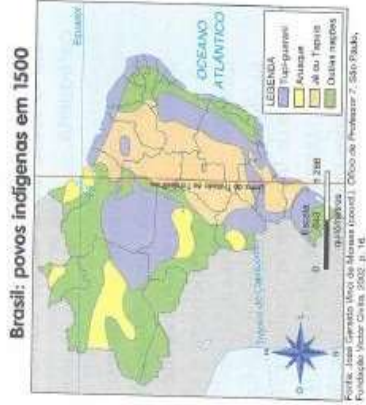 Brasil: povos indígenas em 1500
Equador
OCEANO
ATLÂNTICO
LEGENDA
Tupi-guarani
Aruaque
Jê ou Tapuia
Outras nações
Trópico de Capricórnio
Escala
0
quilômetros
N
S
O
Fonte: José Geraldo Vinci de Moraes (coord.). Ofício de Professor 7. São Paulo,
Fundação Victor Civita, 2002. p. 16.